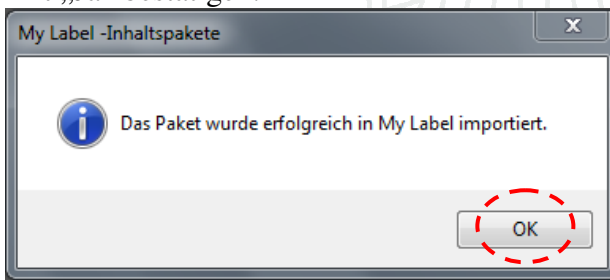 My Label -Inhaltspakete
Das Paket wurde erfolgreich in My Label importiert.
OK